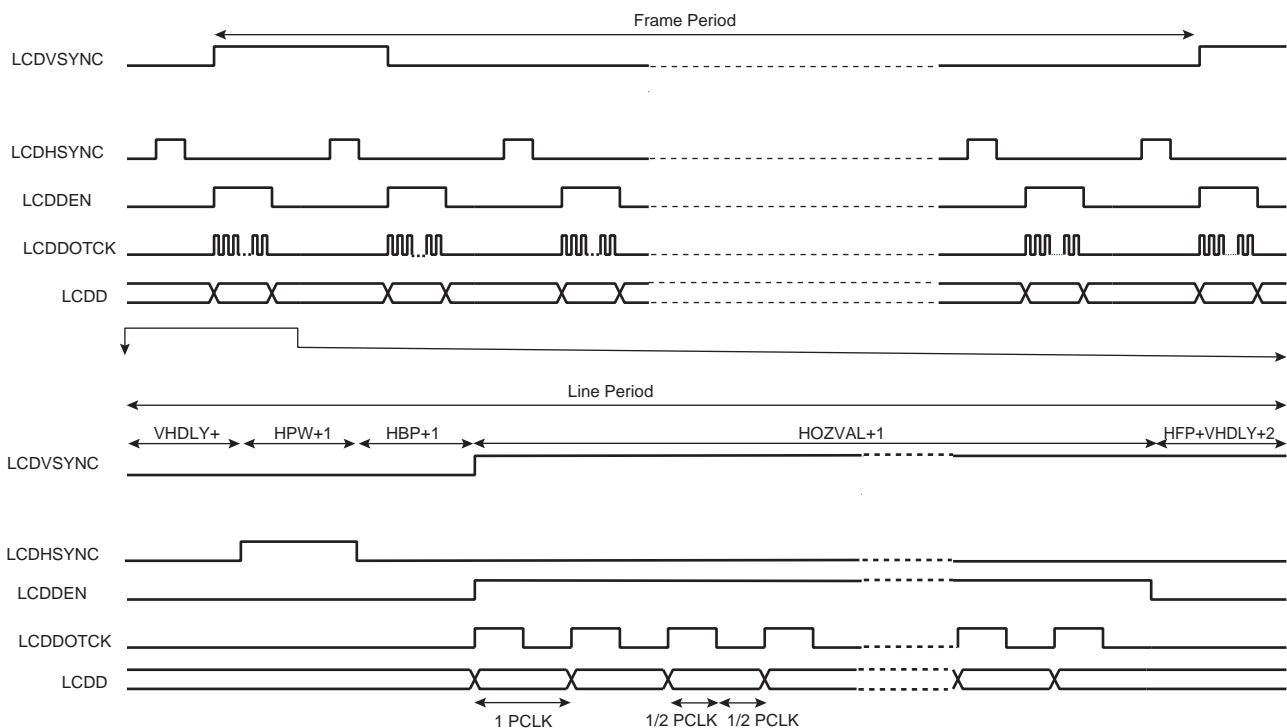 Frame Period
LCDVSYNC
LCDHSYNC
LCDDEN
LCDDOTCK
LCDD
Line Period
VHDLY+ HPW+1 HBP+1 HOZVAL+1 HFP+VHDLY+2
LCDVSYNC
LCDHSYNC
LCDDEN
LCDDOTCK
LCDD
1 PCLK 1/2 PCLK 1/2 PCLK